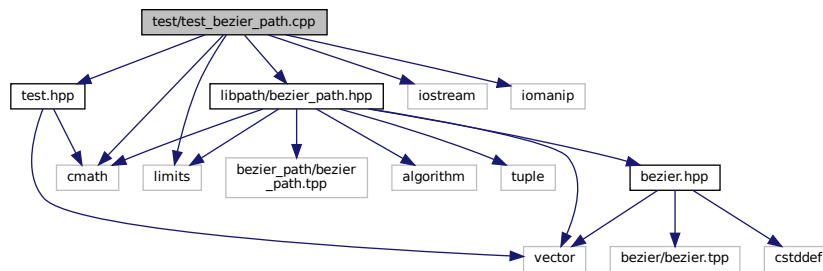 test/test_bezier_path.cpp
test.hpp
libpath/bezier_path.hpp
iostream
iomanip
cmath
limits
bezier_path/bezier
_path.tpp
algorithm
tuple
bezier.hpp
vector
bezier/bezier.tpp
cstddef